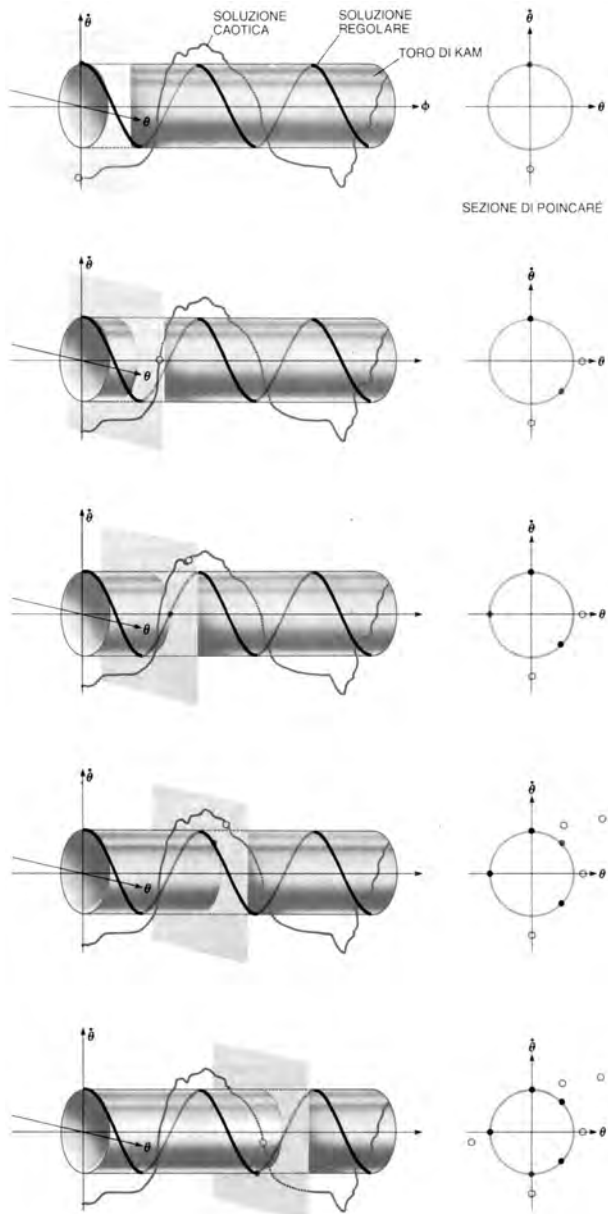 θ̇
SOLUZIONE
CAOTICA
SOLUZIONE
REGOLARE
TORO DI KAM
θ
ϕ
θ̇
θ
SEZIONE DI POINCARÉ
θ̇
θ
θ̇
θ
θ̇
θ
θ̇
θ
θ̇
θ
θ̇
θ
θ̇
θ
θ̇
θ